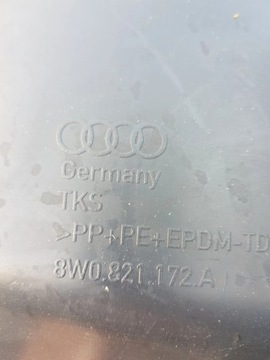 Germany
TKS
>PP+PE+EPDM-TD
8W0.821.172.A